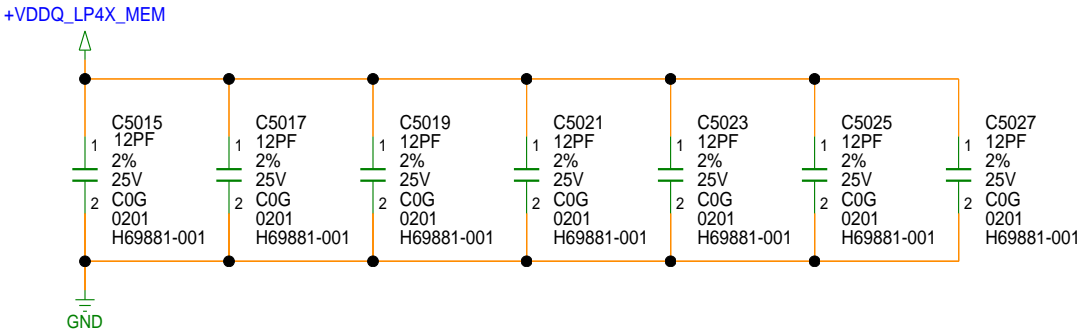 +VDDQ_LP4X_MEM
C5015
12PF
1
2%
25V
C0G
2
0201
H69881-001
C5017
12PF
1
2%
25V
C0G
2
0201
H69881-001
C5019
12PF
1
2%
25V
C0G
2
0201
H69881-001
C5021
12PF
1
2%
25V
C0G
2
0201
H69881-001
C5023
12PF
1
2%
25V
C0G
2
0201
H69881-001
C5025
12PF
1
2%
25V
C0G
2
0201
H69881-001
C5027
12PF
1
2%
25V
C0G
2
0201
H69881-001
GND